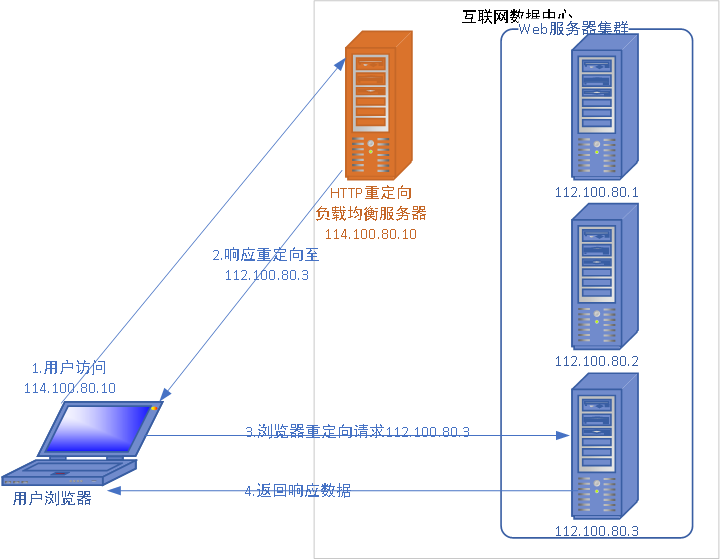 互联网数据中心
Web服务器集群
112.100.80.1
HTTP重定向
负载均衡服务器
114.100.80.10
2.响应重定向至
112.100.80.3
112.100.80.2
1.用户访问
114.100.80.10
3.浏览器重定向请求112.100.80.3
4.返回响应数据
用户浏览器
112.100.80.3